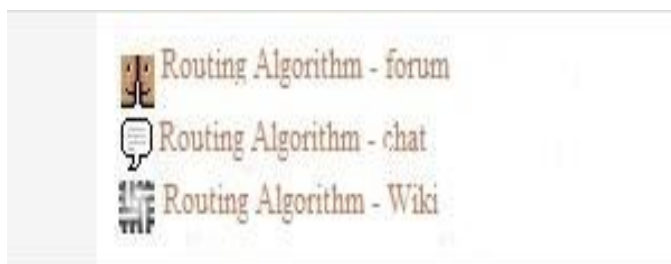 Routing Algorithm - forum
Routing Algorithm - chat
Routing Algorithm - Wiki